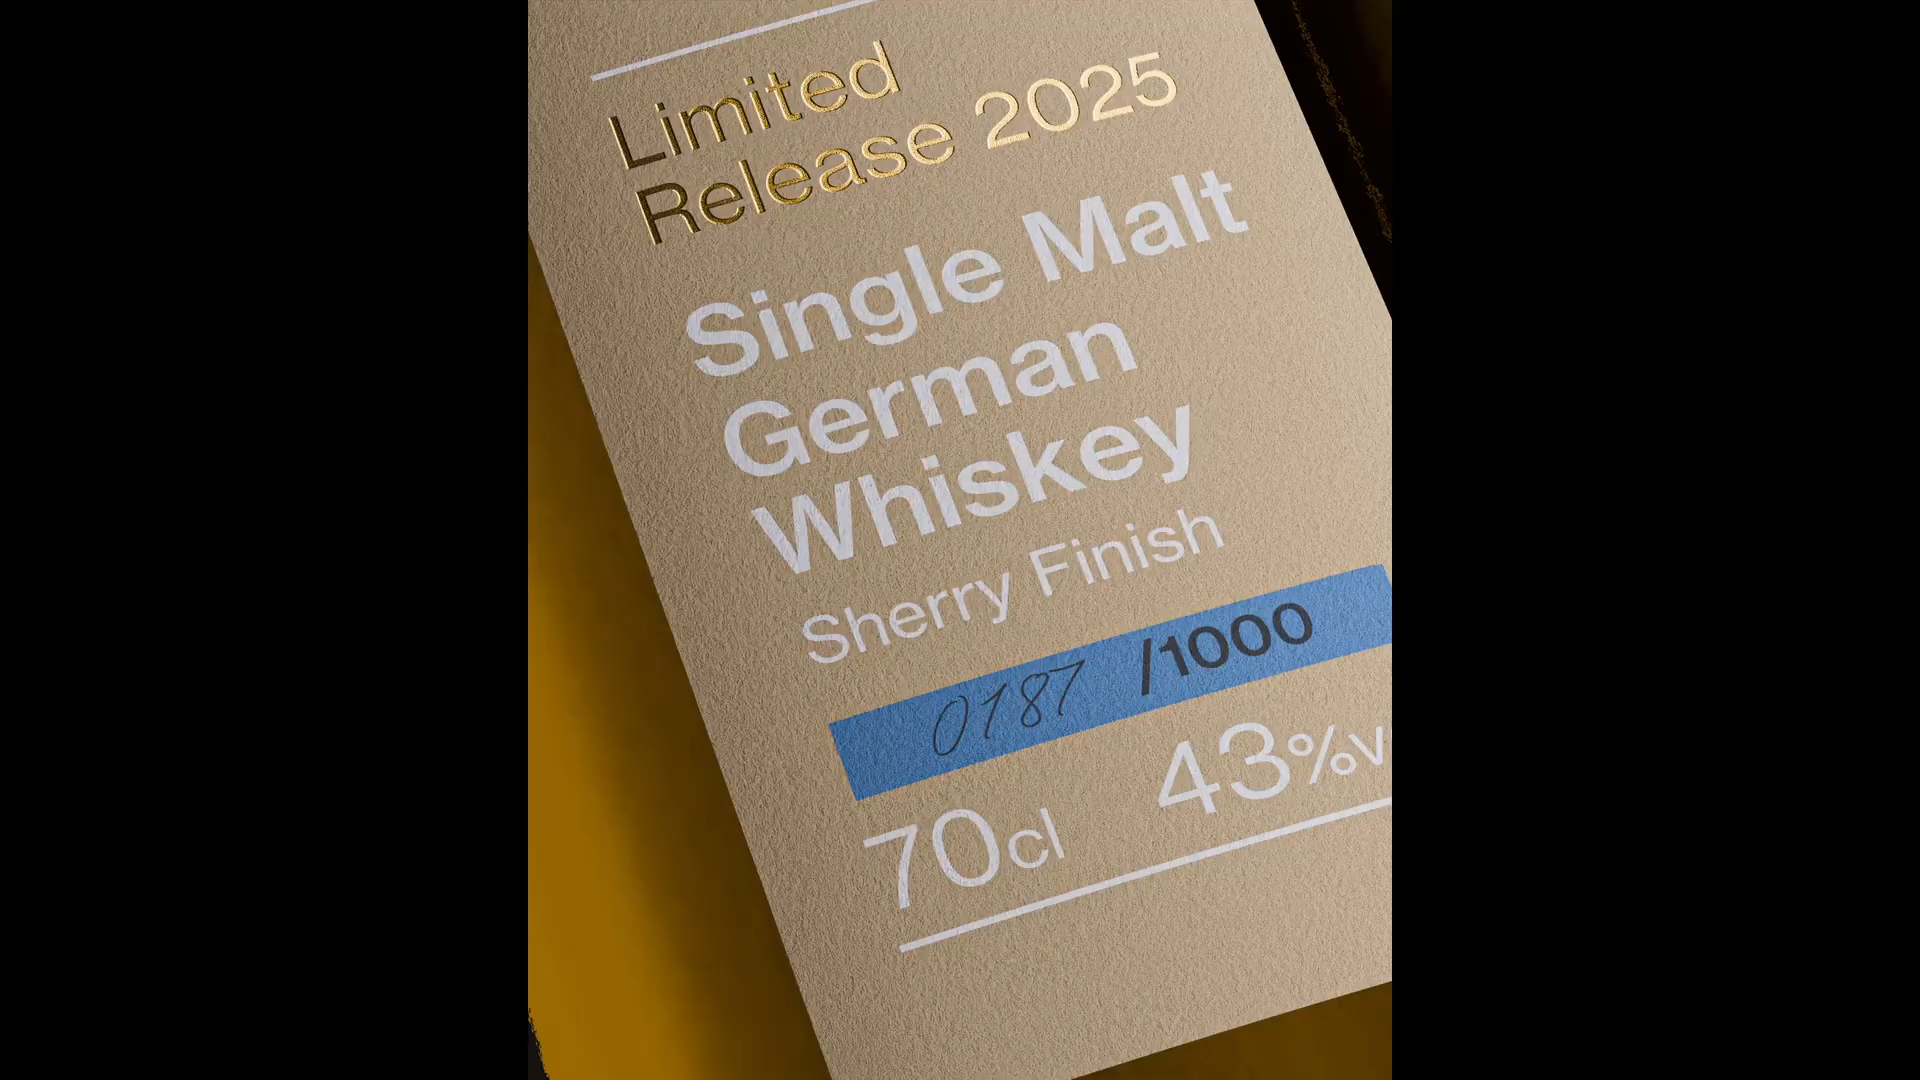 Limited
Release 2025
Single Malt
German
Whiskey
Sherry Finish
0187 /1000
70cl 43%v